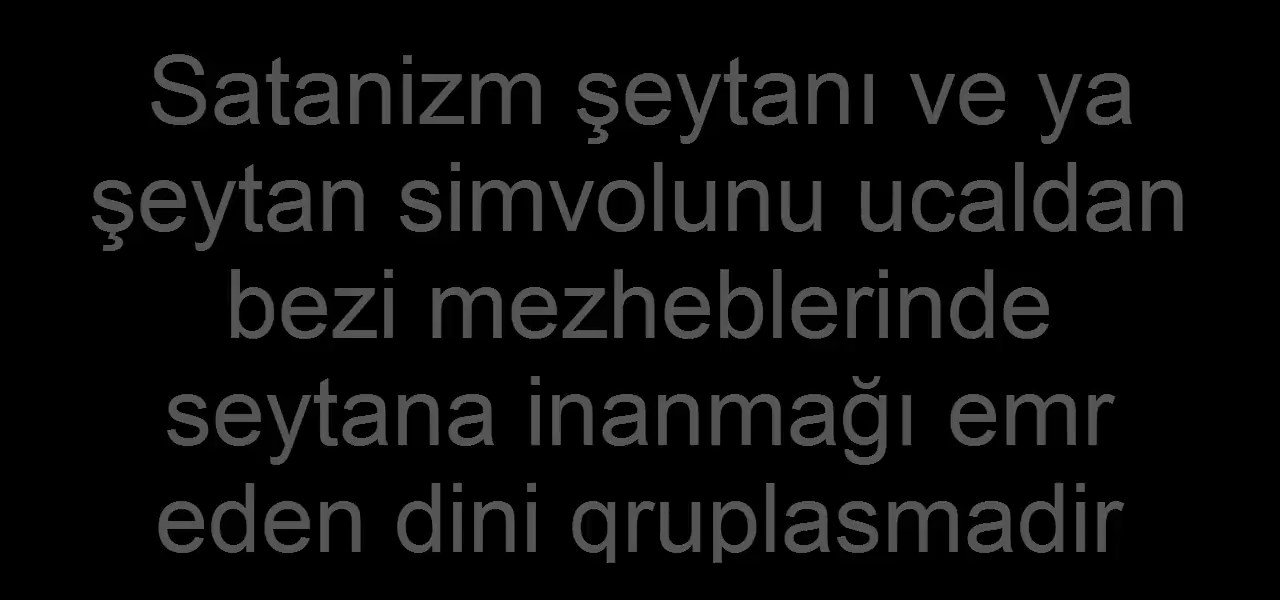 Satanizm şeytanı ve ya
şeytan simvolunu ucaldan
bezi mezheblerinde
seytana inanmağı emr
eden dini qruplasmadir